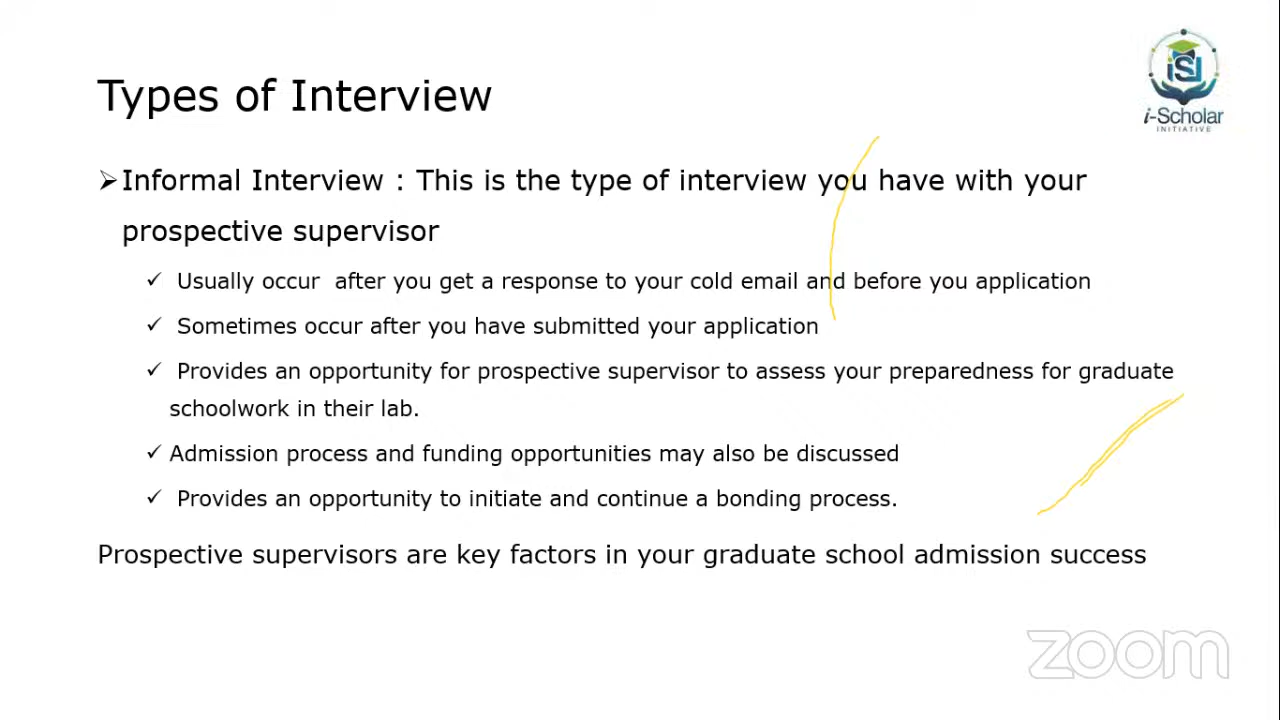 Types of Interview
iSI
i-Scholar
INITIATIVE
➢Informal Interview : This is the type of interview you have with your
prospective supervisor
✓ Usually occur after you get a response to your cold email and before you application
✓ Sometimes occur after you have submitted your application
✓ Provides an opportunity for prospective supervisor to assess your preparedness for graduate
schoolwork in their lab.
✓ Admission process and funding opportunities may also be discussed
✓ Provides an opportunity to initiate and continue a bonding process.
Prospective supervisors are key factors in your graduate school admission success
zoom